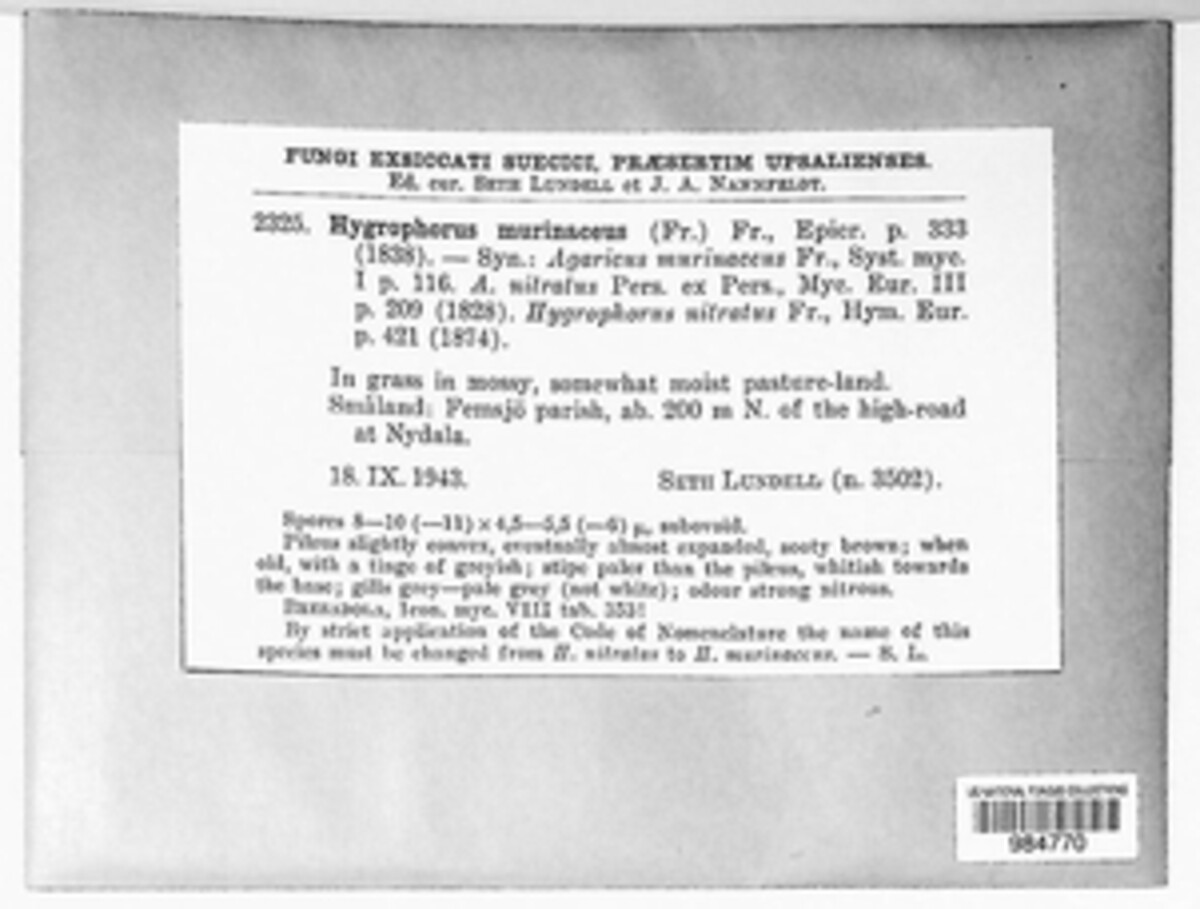 FUNGI EXSICCATI SUECICI, PRÆSERTIM UPSALIENSES.
Ed. cur. SETH LUNDELL et J. A. NANNFELDT.
2325. Hygrophorus murinaceus (Fr.) Fr., Epicr. p. 333
(1838). — Syn.: Agaricus murinaceus Fr., Syst. myc.
I p. 116. A. nitratus Pers. ex Pers., Myc. Eur. III
p. 209 (1828). Hygrophorus nitratus Fr., Hym. Eur.
p. 421 (1874).
In grass in mossy, somewhat moist pasture-land.
Småland: Femsjö parish, ab. 200 m N. of the high-road
at Nydala.
18. IX. 1943. SETH LUNDELL (n. 3502).
Spores 8—10 (—11) × 4,5—5,5 (—6) μ, subovoid.
Pileus slightly convex, eventually almost expanded, sooty brown; when
old, with a tinge of greyish; stipe paler than the pileus, whitish towards
the base; gills grey—pale grey (not white); odour strong nitrous.
BRESADOLA, Icon. myc. VIII tab. 351!
By strict application of the Code of Nomenclature the name of this
species must be changed from H. nitratus to H. murinaceus. — S. L.
US NATIONAL FUNGUS COLLECTIONS
984770